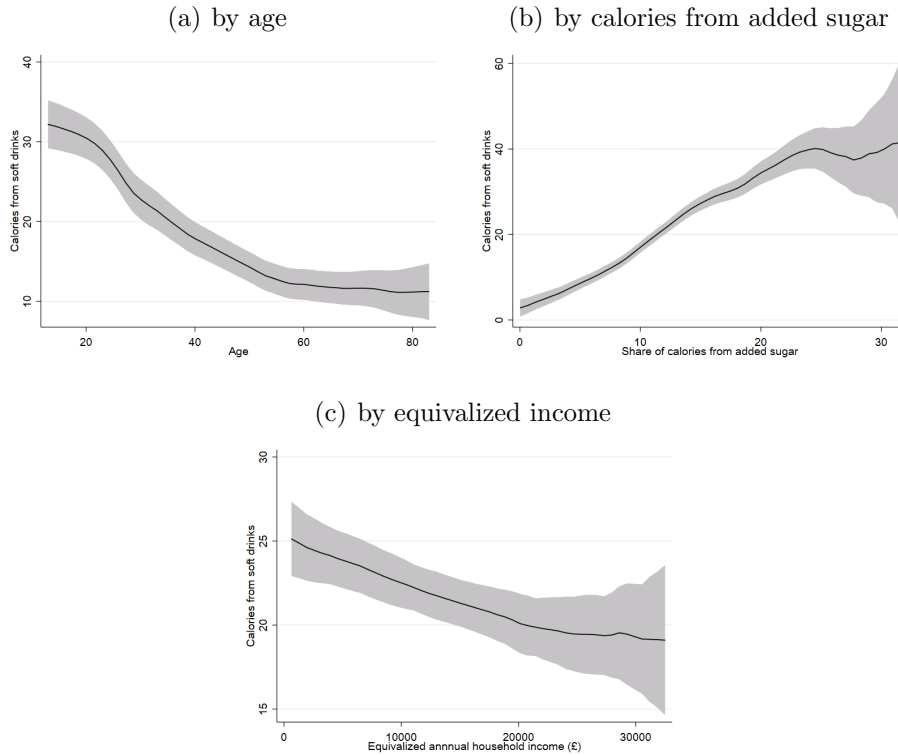 (a) by age
(b) by calories from added sugar
Calories from soft drinks
40
30
20
10
20
40
60
80
Age
Calories from soft drinks
60
40
20
0
0
10
20
30
Share of calories from added sugar
(c) by equivalized income
Calories from soft drinks
30
25
20
15
0
10000
20000
30000
Equivalized annnual household income (£)